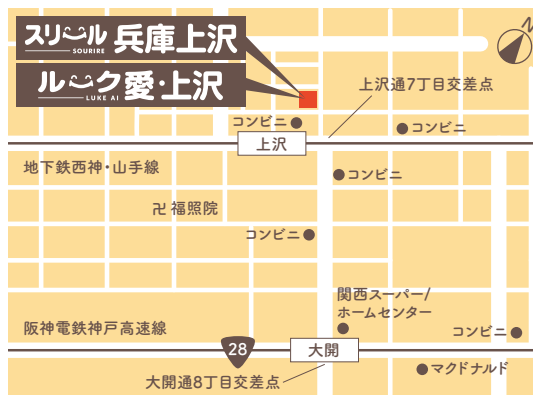 スリール 兵庫上沢
SOURIRE
ルーク 愛・上沢
LUKE AI
N
上沢通7丁目交差点
コンビニ
コンビニ
上沢
地下鉄西神・山手線
コンビニ
卍 福照院
コンビニ
関西スーパー/
ホームセンター
阪神電鉄神戸高速線
コンビニ
28
大開
マクドナルド
大開通8丁目交差点